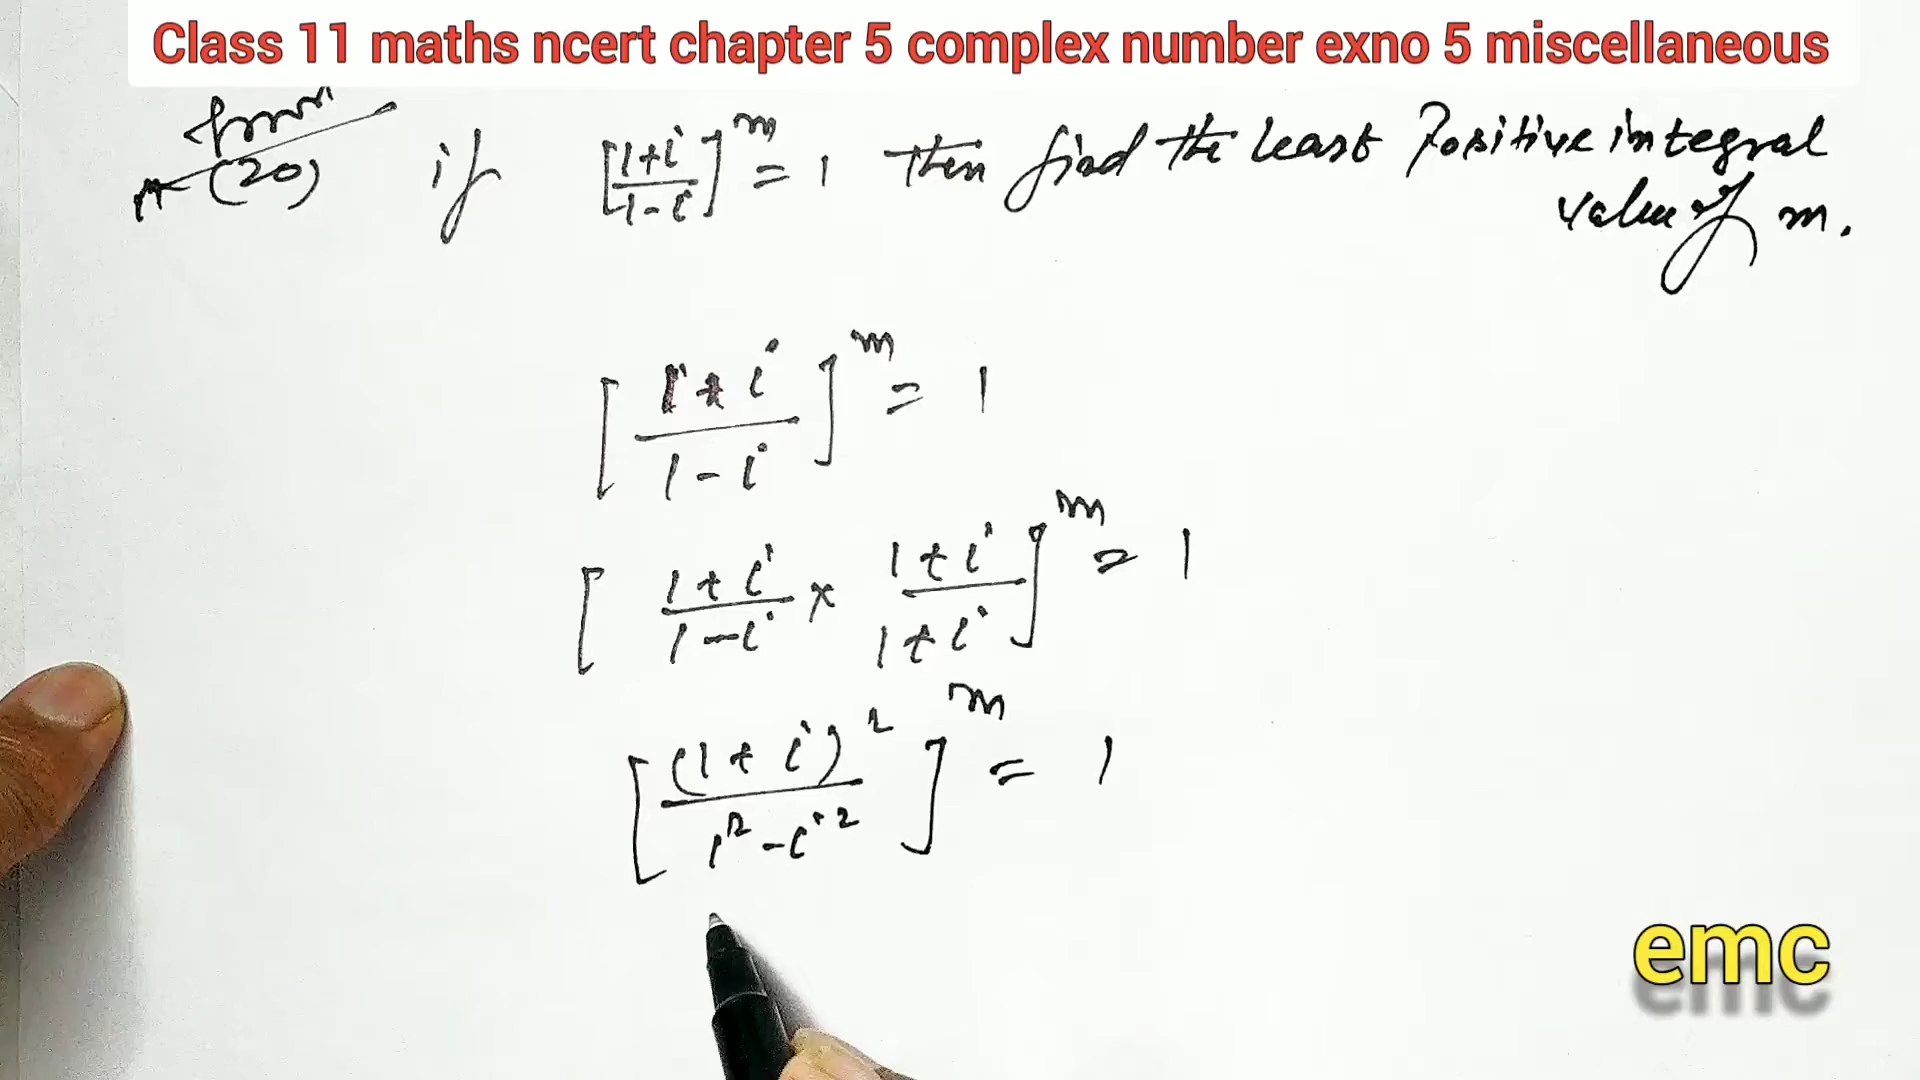 Class 11 maths ncert chapter 5 complex number exno 5 miscellaneous
(20) if [1+i/1-i]^m = 1 then find the least Positive integral
value of m.
[1+i/1-i]^m = 1
[1+i/1-i × 1+i/1+i]^m = 1
[(1+i)^2/1^2-i^2]^m = 1
emc